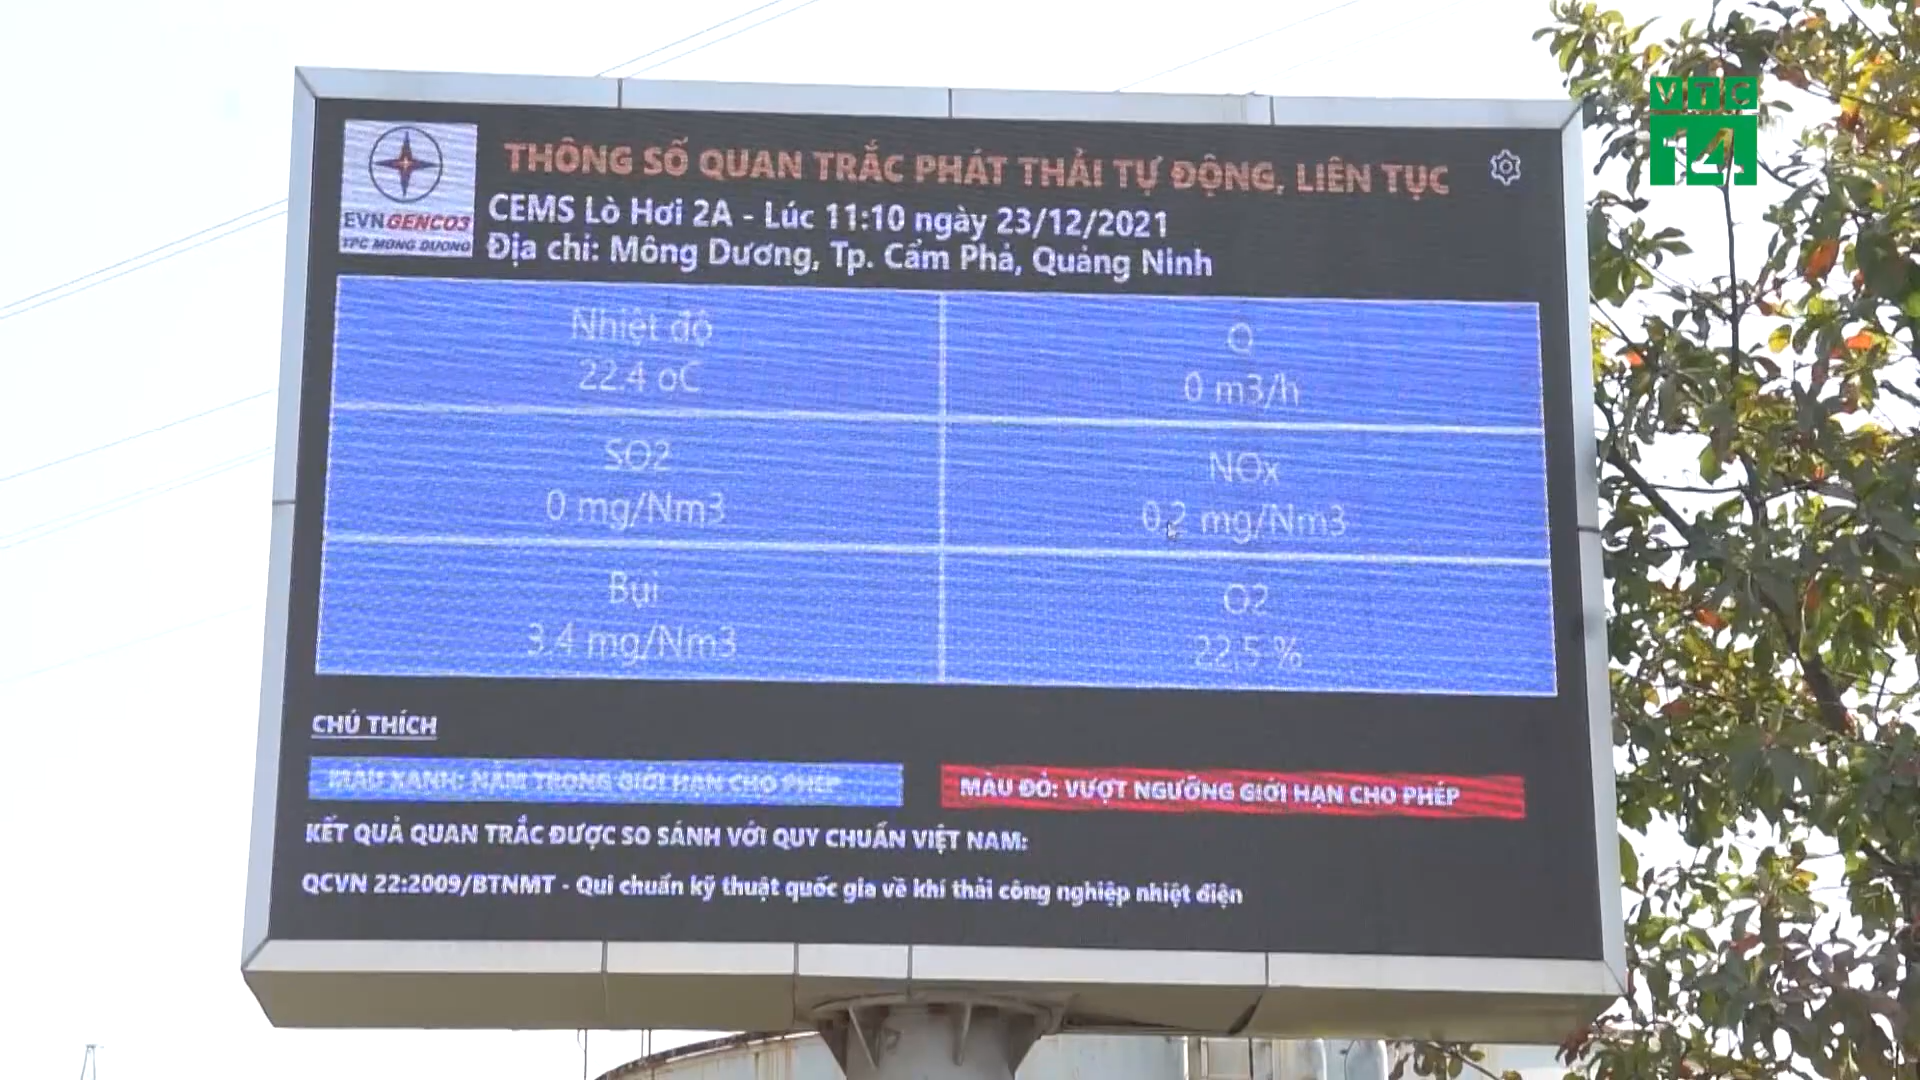 VTC
14
THÔNG SỐ QUAN TRẮC PHÁT THẢI TỰ ĐỘNG, LIÊN TỤC
CEMS Lò Hơi 2A - Lúc 11:10 ngày 23/12/2021
EVNGENCO3
TPC MONG DUONG
Địa chỉ: Mông Dương, Tp. Cẩm Phả, Quảng Ninh
Nhiệt độ
22.4 oC
Q
0 m3/h
SO2
0 mg/Nm3
NOx
0.2 mg/Nm3
Bụi
3.4 mg/Nm3
O2
22.5 %
CHÚ THÍCH
MÀU XANH: NẰM TRONG GIỚI HẠN CHO PHÉP
MÀU ĐỎ: VƯỢT NGƯỠNG GIỚI HẠN CHO PHÉP
KẾT QUẢ QUAN TRẮC ĐƯỢC SO SÁNH VỚI QUY CHUẨN VIỆT NAM:
QCVN 22:2009/BTNMT - Qui chuẩn kỹ thuật quốc gia về khí thải công nghiệp nhiệt điện